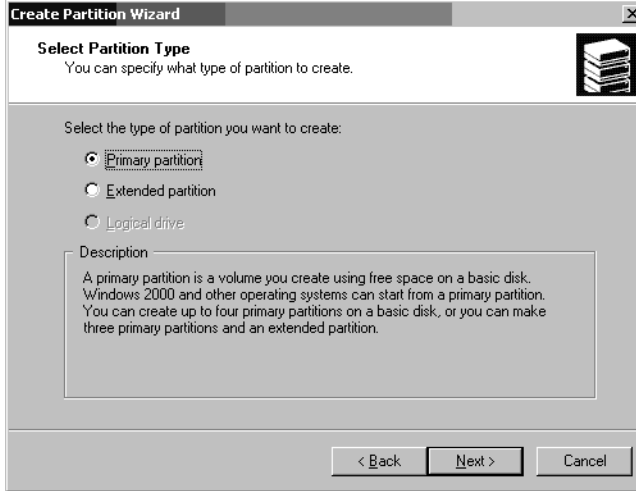 Create Partition Wizard
Select Partition Type
You can specify what type of partition to create.
Select the type of partition you want to create:
Primary partition
Extended partition
Logical drive
Description
A primary partition is a volume you create using free space on a basic disk.
Windows 2000 and other operating systems can start from a primary partition.
You can create up to four primary partitions on a basic disk, or you can make
three primary partitions and an extended partition.
< Back Next > Cancel